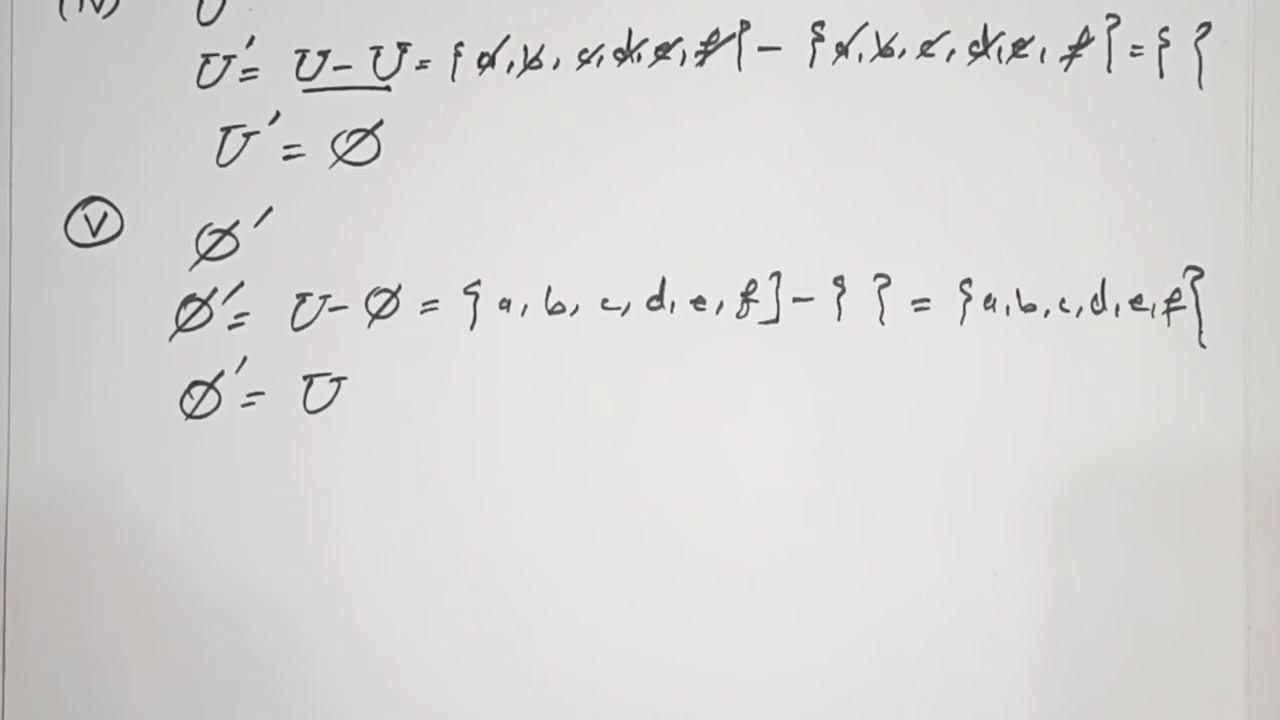 (IV) U
U' = U - U = {a, b, c, d, e, f} - {a, b, c, d, e, f} = { }
U' = Ø
(V) Ø'
Ø' = U - Ø = {a, b, c, d, e, f] - { } = {a, b, c, d, e, f}
Ø' = U